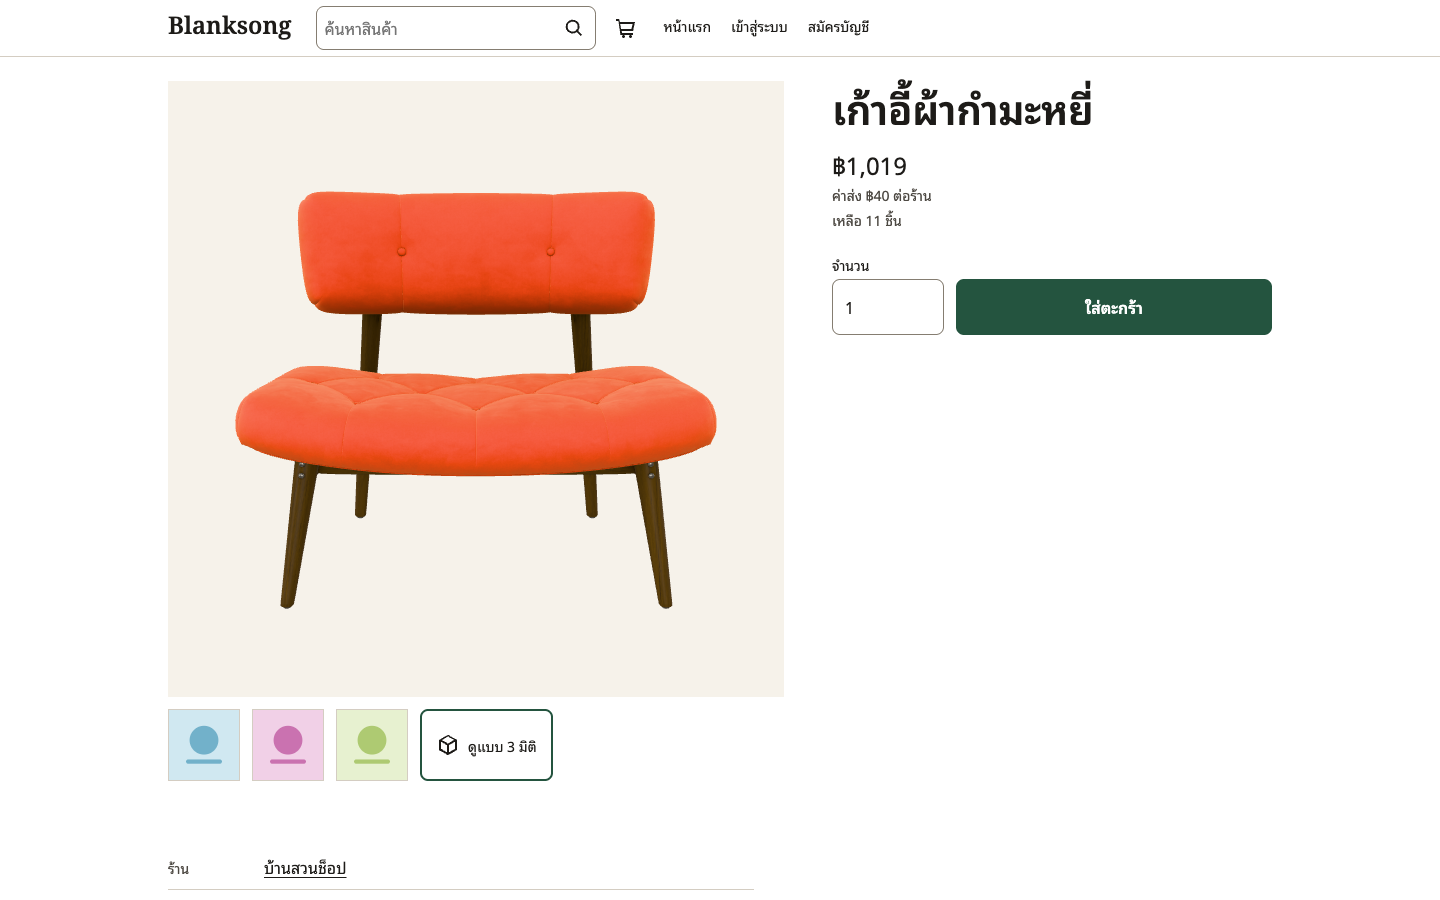 Blanksong
ค้นหาสินค้า
หน้าแรก
เข้าสู่ระบบ
สมัครบัญชี
เก้าอี้ผ้ากำมะหยี่
฿1,019
ค่าส่ง ฿40 ต่อร้าน
เหลือ 11 ชิ้น
จำนวน
1
ใส่ตะกร้า
ดูแบบ 3 มิติ
ร้าน
บ้านสวนช็อป